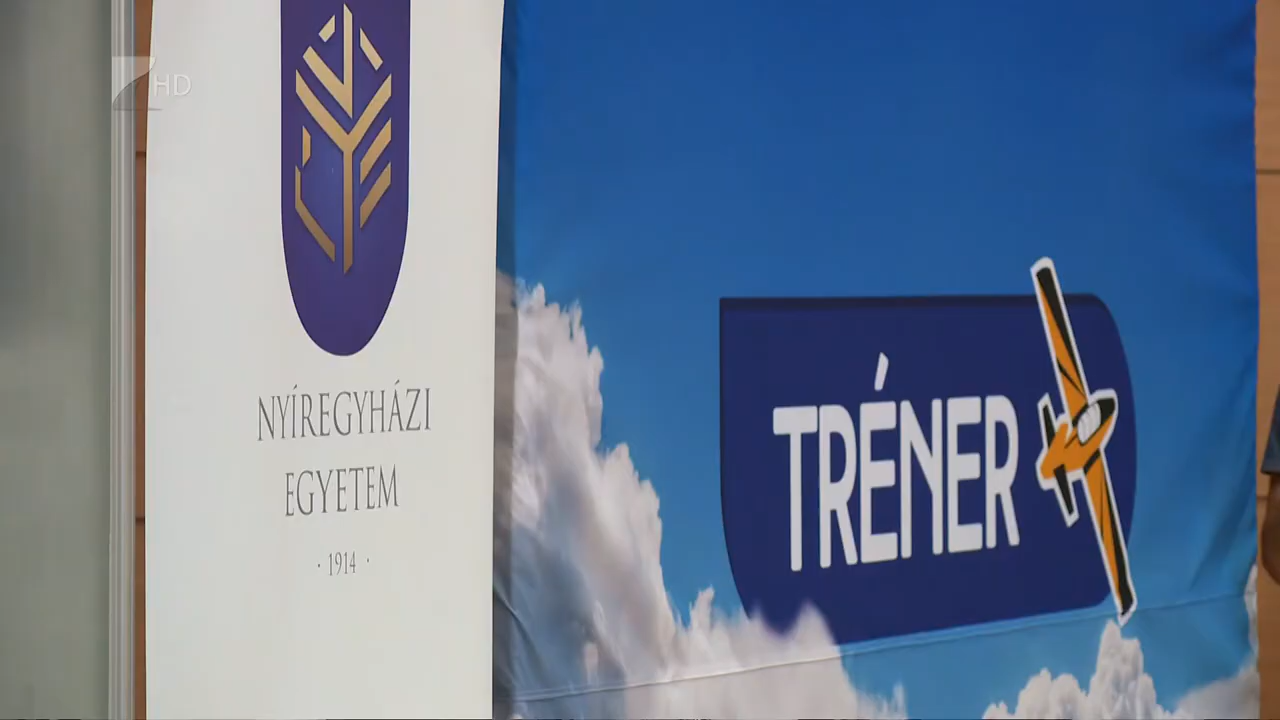 HD
NYÍREGYHÁZI
EGYETEM
· 1914 ·
TRÉNER